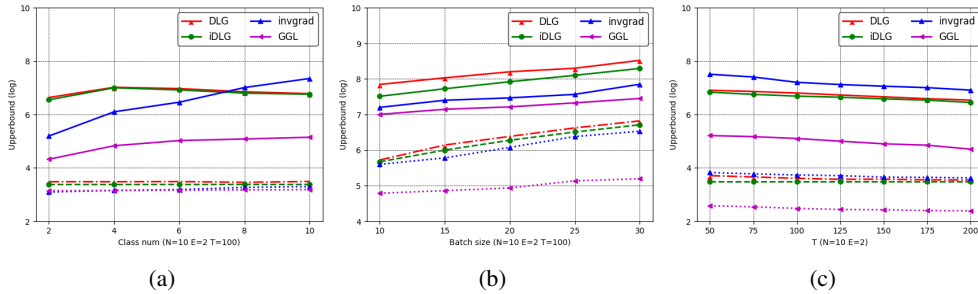 Upperbound (log)
10
8
6
4
2
DLG
iDLG
invgrad
GGL
2
4
6
8
10
Class num (N=10 E=2 T=100)
(a)
Upperbound (log)
10
9
8
7
6
5
4
DLG
iDLG
invgrad
GGL
10
15
20
25
30
Batch size (N=10 E=2 T=100)
(b)
Upperbound (log)
10
8
6
4
2
DLG
iDLG
invgrad
GGL
50
75
100
125
150
175
200
T (N=10 E=2)
(c)